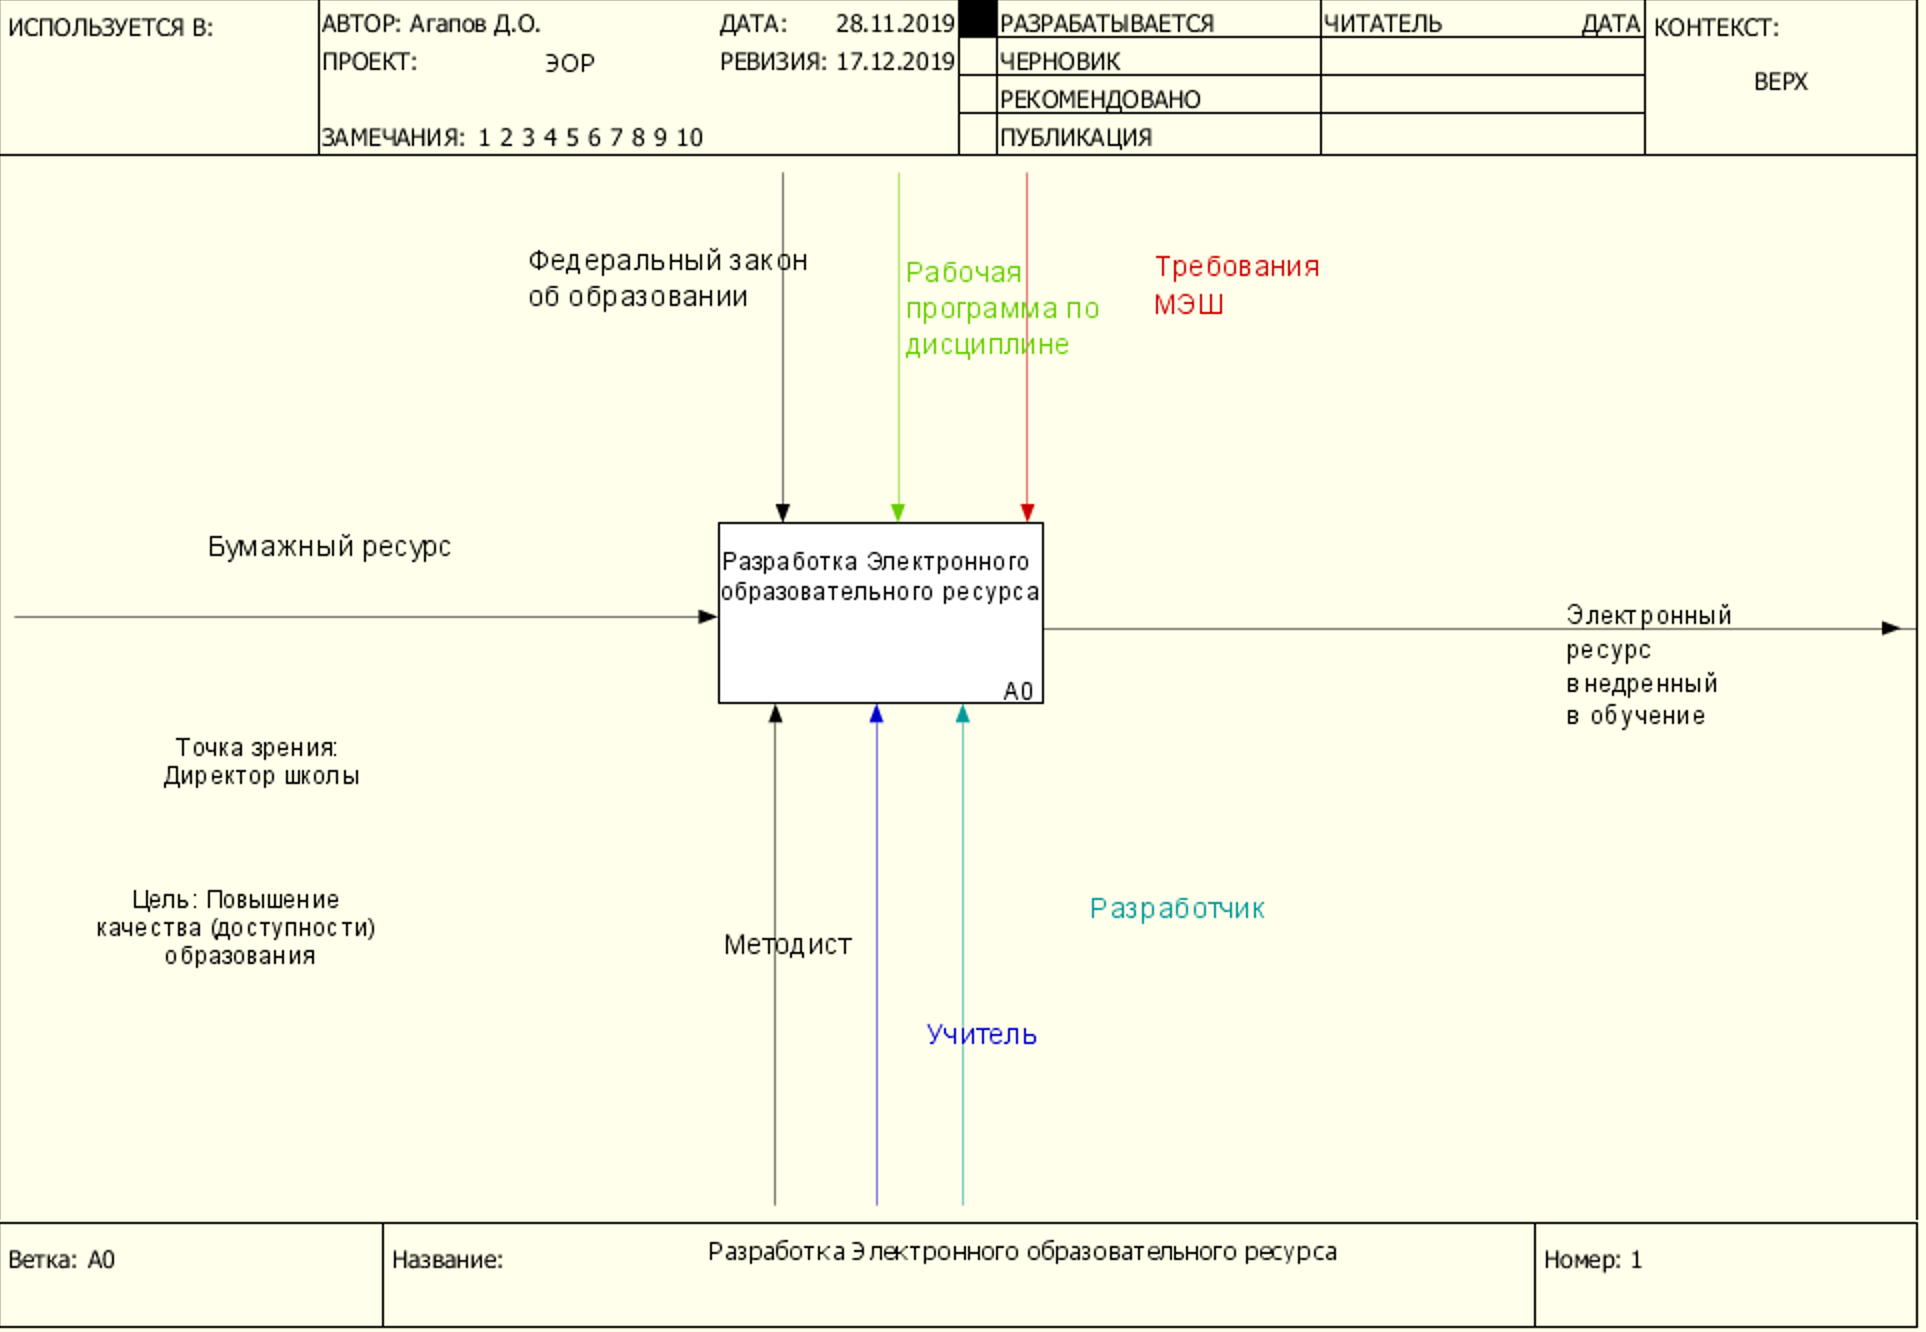 ИСПОЛЬЗУЕТСЯ В:
АВТОР: Агапов Д.О.
ДАТА: 28.11.2019
ПРОЕКТ: ЭОР
РЕВИЗИЯ: 17.12.2019
ЗАМЕЧАНИЯ: 1 2 3 4 5 6 7 8 9 10
РАЗРАБАТЫВАЕТСЯ
ЧЕРНОВИК
РЕКОМЕНДОВАНО
ПУБЛИКАЦИЯ
ЧИТАТЕЛЬ
ДАТА
КОНТЕКСТ:
ВЕРХ
Федеральный закон
об образовании
Рабочая
программа по
дисциплине
Требования
МЭШ
Бумажный ресурс
Разработка Электронного
образовательного ресурса
A0
Электронный
ресурс
внедренный
в обучение
Точка зрения:
Директор школы
Цель: Повышение
качества (доступности)
образования
Методист
Учитель
Разработчик
Ветка: A0
Название:
Разработка Электронного образовательного ресурса
Номер: 1